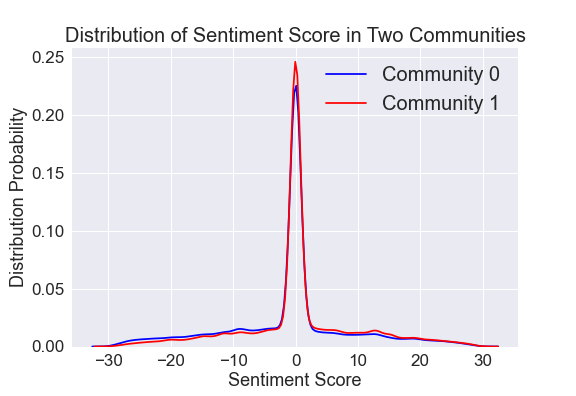 Distribution of Sentiment Score in Two Communities
Distribution Probability
0.25
0.20
0.15
0.10
0.05
0.00
Community 0
Community 1
−30 −20 −10 0 10 20 30
Sentiment Score